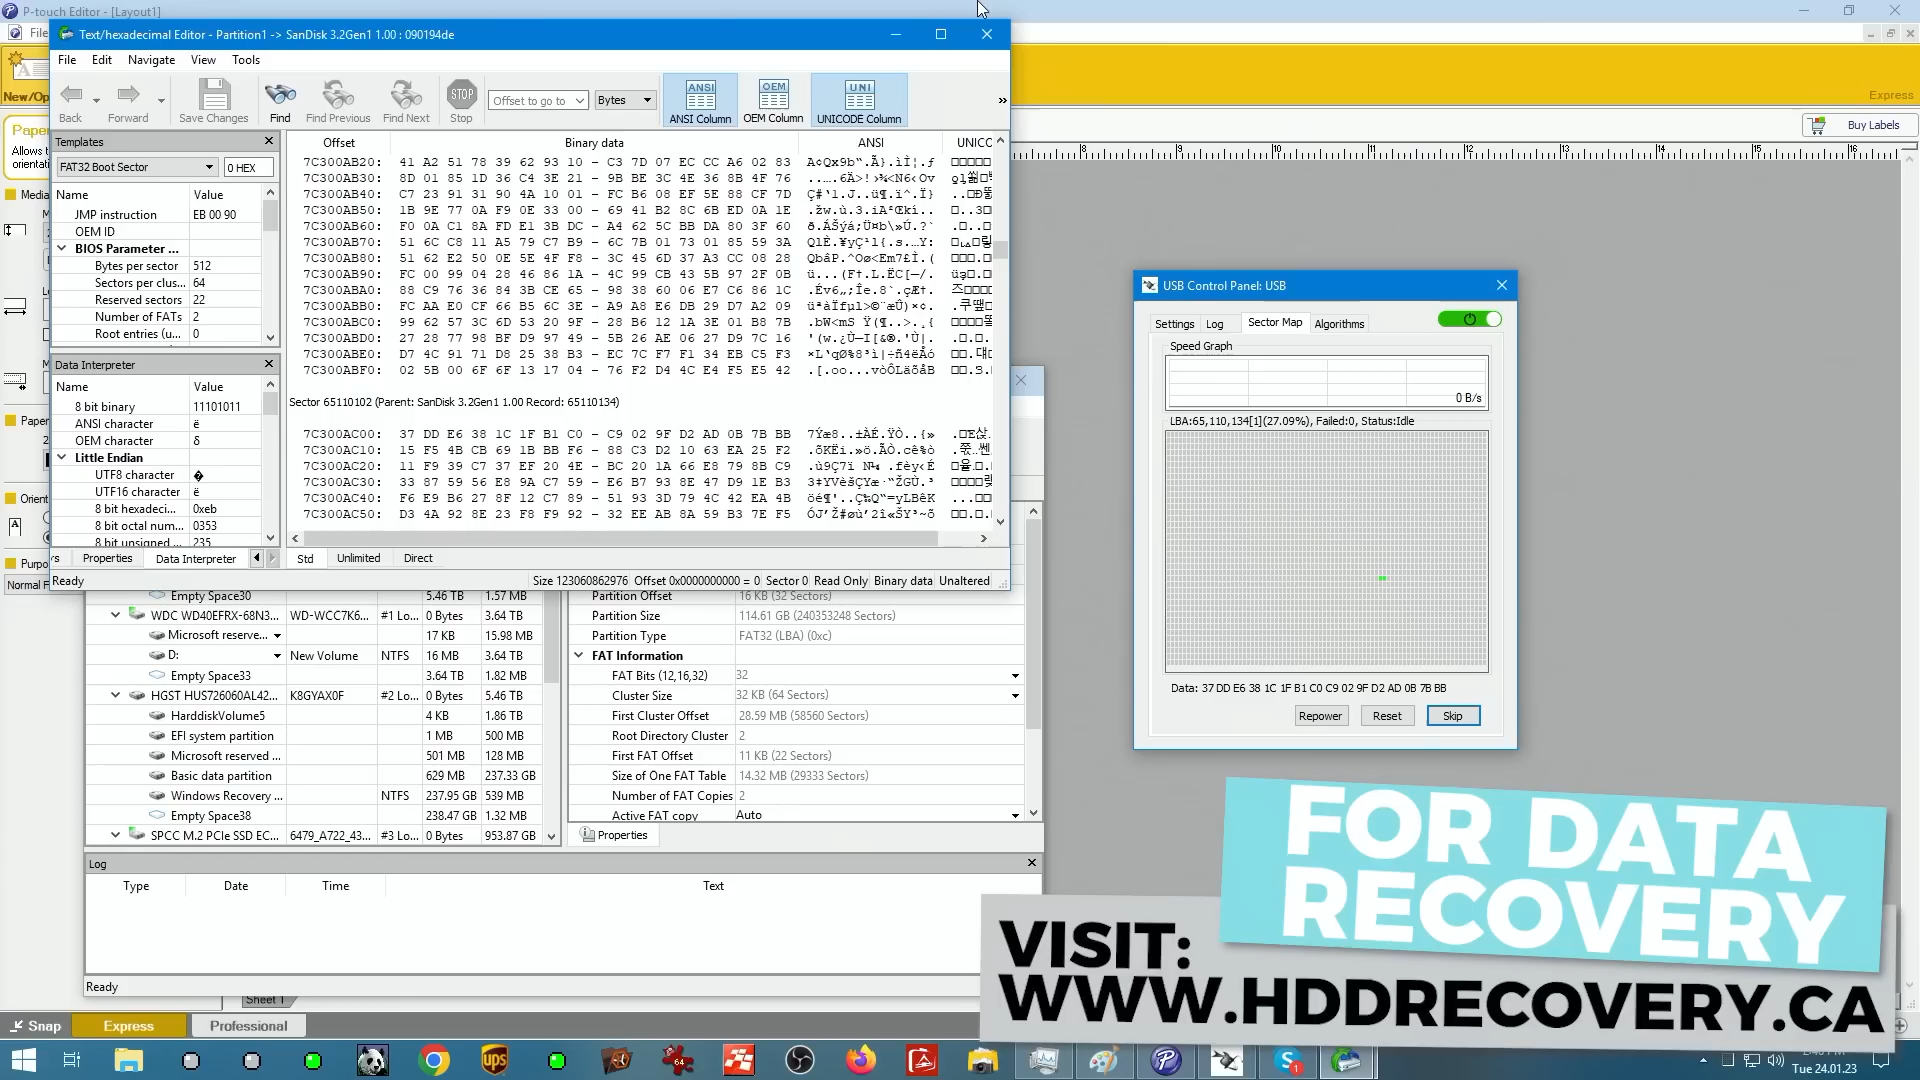 P-touch Editor - [Layout1]
File
Text/hexadecimal Editor - Partition1 -> SanDisk 3.2Gen1 1.00 : 090194de
File Edit Navigate View Tools
Back Forward Save Changes Find Find Previous Find Next Stop
STOP
Offset to go to Bytes
ANSI Column OEM Column UNICODE Column
New/Op
Express
Buy Labels
8 9 10 11 12 13 14 15 16
Templates
FAT32 Boot Sector 0 HEX
Name Value
JMP instruction EB 00 90
OEM ID
BIOS Parameter ...
Bytes per sector 512
Sectors per clus... 64
Reserved sectors 22
Number of FATs 2
Root entries (u... 0
Data Interpreter
Name Value
8 bit binary 11101011
ANSI character ë
OEM character δ
Little Endian
UTF8 character �
UTF16 character ë
8 bit hexadeci... 0xeb
8 bit octal num... 0353
8 bit unsigned ... 235
Properties Data Interpreter
Offset Binary data ANSI UNICO
7C300AB20: 41 A2 51 78 39 62 93 10 - C3 7D 07 EC CC A6 02 83
7C300AB30: 8D 01 85 1D 36 C4 3E 21 - 9B BE 3C 4E 36 8B 4F 76
7C300AB40: C7 23 91 31 90 4A 10 01 - FC B6 08 EF 5E 88 CF 7D
7C300AB50: 1B 9E 77 0A F9 0E 33 00 - 69 41 B2 8C 6B ED 0A 1E
7C300AB60: F0 0A C1 8A FD E1 3B DC - A4 62 5C BB DA 80 3F 60
7C300AB70: 51 6C C8 11 A5 79 C7 B9 - 6C 7B 01 73 01 85 59 3A
7C300AB80: 51 62 E2 50 0E 5E 4F F8 - 3C 45 6D 37 A3 CC 08 28
7C300AB90: FC 00 99 04 28 46 86 1A - 4C 99 CB 43 5B 97 2F 0B
7C300ABA0: 88 C9 76 36 84 3B CE 65 - 98 38 60 06 E7 C6 86 1C
7C300ABB0: FC AA E0 CF 66 B5 6C 3E - A9 A8 E6 DB 29 D7 A2 09
7C300ABC0: 99 62 57 3C 6D 53 20 9F - 28 B6 12 1A 3E 01 B8 7B
7C300ABD0: 27 28 77 98 BF D9 97 49 - 5B 26 AE 06 27 D9 7C 16
7C300ABE0: D7 4C 91 71 D8 25 38 B3 - EC 7C F7 F1 34 EB C5 F3
7C300ABF0: 02 5B 00 6F 6F 13 17 04 - 76 F2 D4 4C E4 F5 E5 42
Sector 65110102 (Parent: SanDisk 3.2Gen1 1.00 Record: 65110134)
7C300AC00: 37 DD E6 38 1C 1F B1 C0 - C9 02 9F D2 AD 0B 7B BB
7C300AC10: 15 F5 4B CB 69 1B BB F6 - 88 C3 D2 10 63 EA 25 F2
7C300AC20: 11 F9 39 C7 37 EF 20 4E - BC 20 1A 66 E8 79 8B C9
7C300AC30: 33 87 59 56 E8 9A C7 59 - E6 B7 93 8E 47 D9 1E B3
7C300AC40: F6 E9 B6 27 8F 12 C7 89 - 51 93 3D 79 4C 42 EA 4B
7C300AC50: D3 4A 92 8E 23 F8 F9 92 - 32 EE AB 8A 59 B3 7E F5
Std Unlimited Direct
Ready Size 123060862976 Offset 0x0000000000 = 0 Sector 0 Read Only Binary data Unaltered
Empty Space30 5.46 TB 1.57 MB
WDC WD40EFRX-68N3... WD-WCC7K6... #1 Lo... 0 Bytes 3.64 TB
Microsoft reserve... 17 KB 15.98 MB
D: New Volume NTFS 16 MB 3.64 TB
Empty Space33 3.64 TB 1.82 MB
HGST HUS726060AL42... K8GYAX0F #2 Lo... 0 Bytes 5.46 TB
HarddiskVolume5 4 KB 1.86 TB
EFI system partition 1 MB 500 MB
Microsoft reserved ... 501 MB 128 MB
Basic data partition 629 MB 237.33 GB
Windows Recovery ... NTFS 237.95 GB 539 MB
Empty Space38 238.47 GB 1.32 MB
SPCC M.2 PCIe SSD EC... 6479_A722_43... #3 Lo... 0 Bytes 953.87 GB
Partition Offset 16 KB (32 Sectors)
Partition Size 114.61 GB (240353248 Sectors)
Partition Type FAT32 (LBA) (0xc)
FAT Information
FAT Bits (12,16,32) 32
Cluster Size 32 KB (64 Sectors)
First Cluster Offset 28.59 MB (58560 Sectors)
Root Directory Cluster 2
First FAT Offset 11 KB (22 Sectors)
Size of One FAT Table 14.32 MB (29333 Sectors)
Number of FAT Copies 2
Active FAT copy Auto
Properties
Log
Type Date Time Text
Ready
Sheet 1
Snap Express Professional
USB Control Panel: USB
Settings Log Sector Map Algorithms
Speed Graph
0 B/s
LBA:65,110,134[1](27.09%), Failed:0, Status:Idle
Data: 37 DD E6 38 1C 1F B1 C0 C9 02 9F D2 AD 0B 7B BB
Repower Reset Skip
FOR DATA
RECOVERY
VISIT:
WWW.HDDRECOVERY.CA
Tue 24.01.23